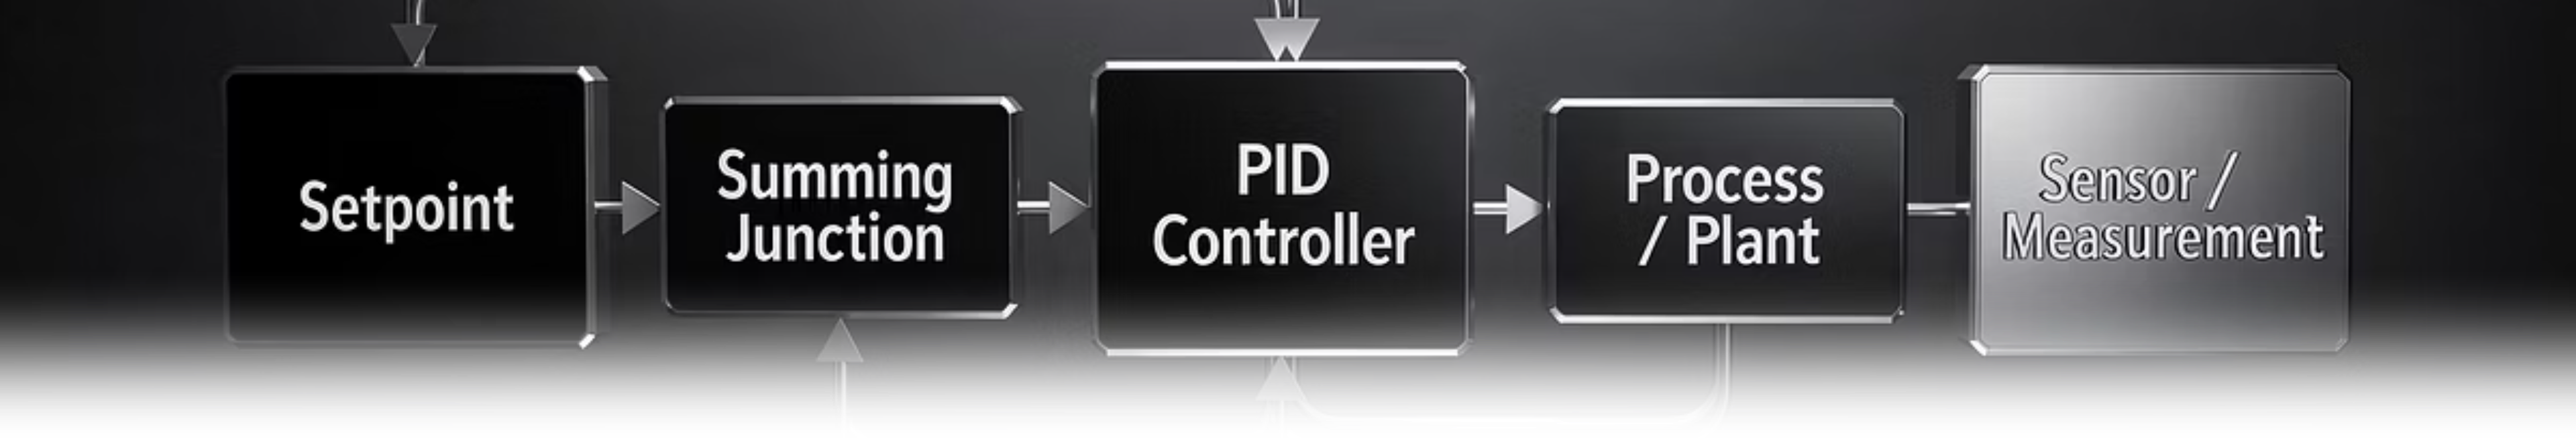 Setpoint
Summing
Junction
PID
Controller
Process
/ Plant
Sensor /
Measurement